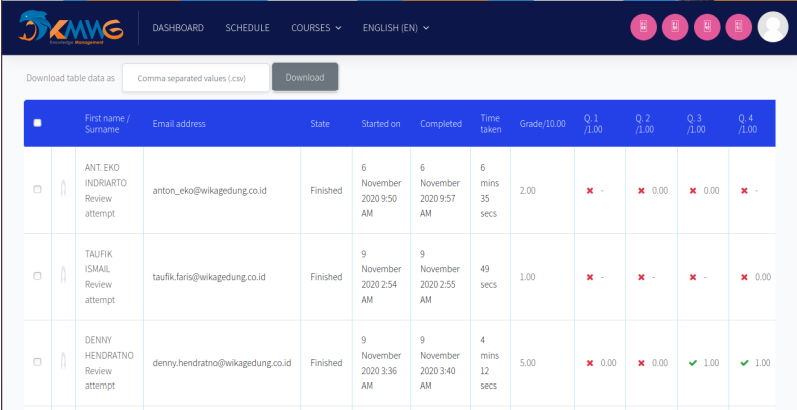 KMWG
Knowledge Management
DASHBOARD SCHEDULE COURSES ENGLISH (EN)
Download table data as Comma separated values (.csv) Download
First name / Surname Email address State Started on Completed Time taken Grade/10.00 Q. 1 /1.00 Q. 2 /1.00 Q. 3 /1.00 Q. 4 /1.00
ANT. EKO INDRIARTO Review attempt anton_eko@wikagedung.co.id Finished 6 November 2020 9:50 AM 6 November 2020 9:57 AM 6 mins 35 secs 2.00 ✖ - ✖ 0.00 ✖ 0.00 ✖ -
TAUFIK ISMAIL Review attempt taufik.faris@wikagedung.co.id Finished 9 November 2020 2:54 AM 9 November 2020 2:55 AM 49 secs 1.00 ✖ - ✖ - ✖ - ✖ 0.00
DENNY HENDRATNO Review attempt denny.hendratno@wikagedung.co.id Finished 9 November 2020 3:36 AM 9 November 2020 3:40 AM 4 mins 12 secs 5.00 ✖ 0.00 ✖ 0.00 ✔ 1.00 ✔ 1.00